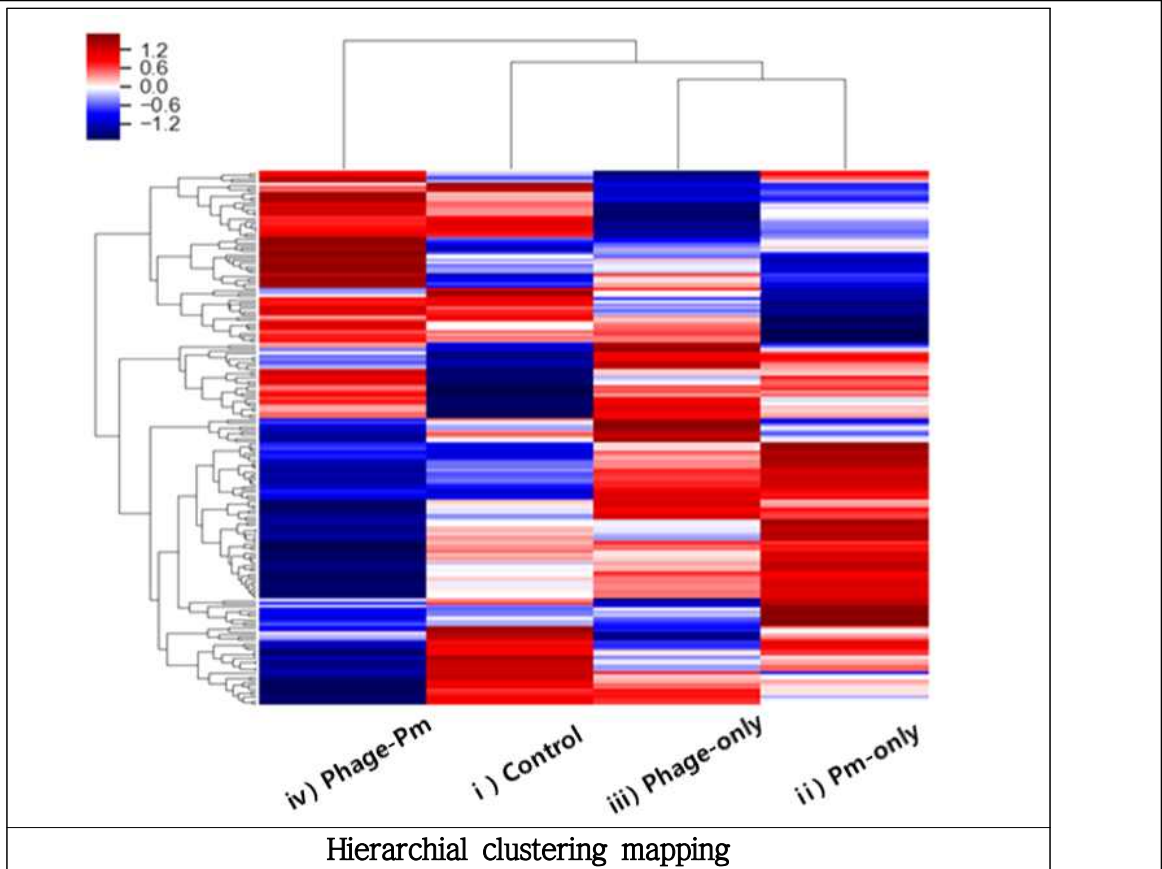 1.2
0.6
0.0
−0.6
−1.2
iv) Phage-Pm
i ) Control
iii) Phage-only
ii) Pm-only
Hierarchial clustering mapping